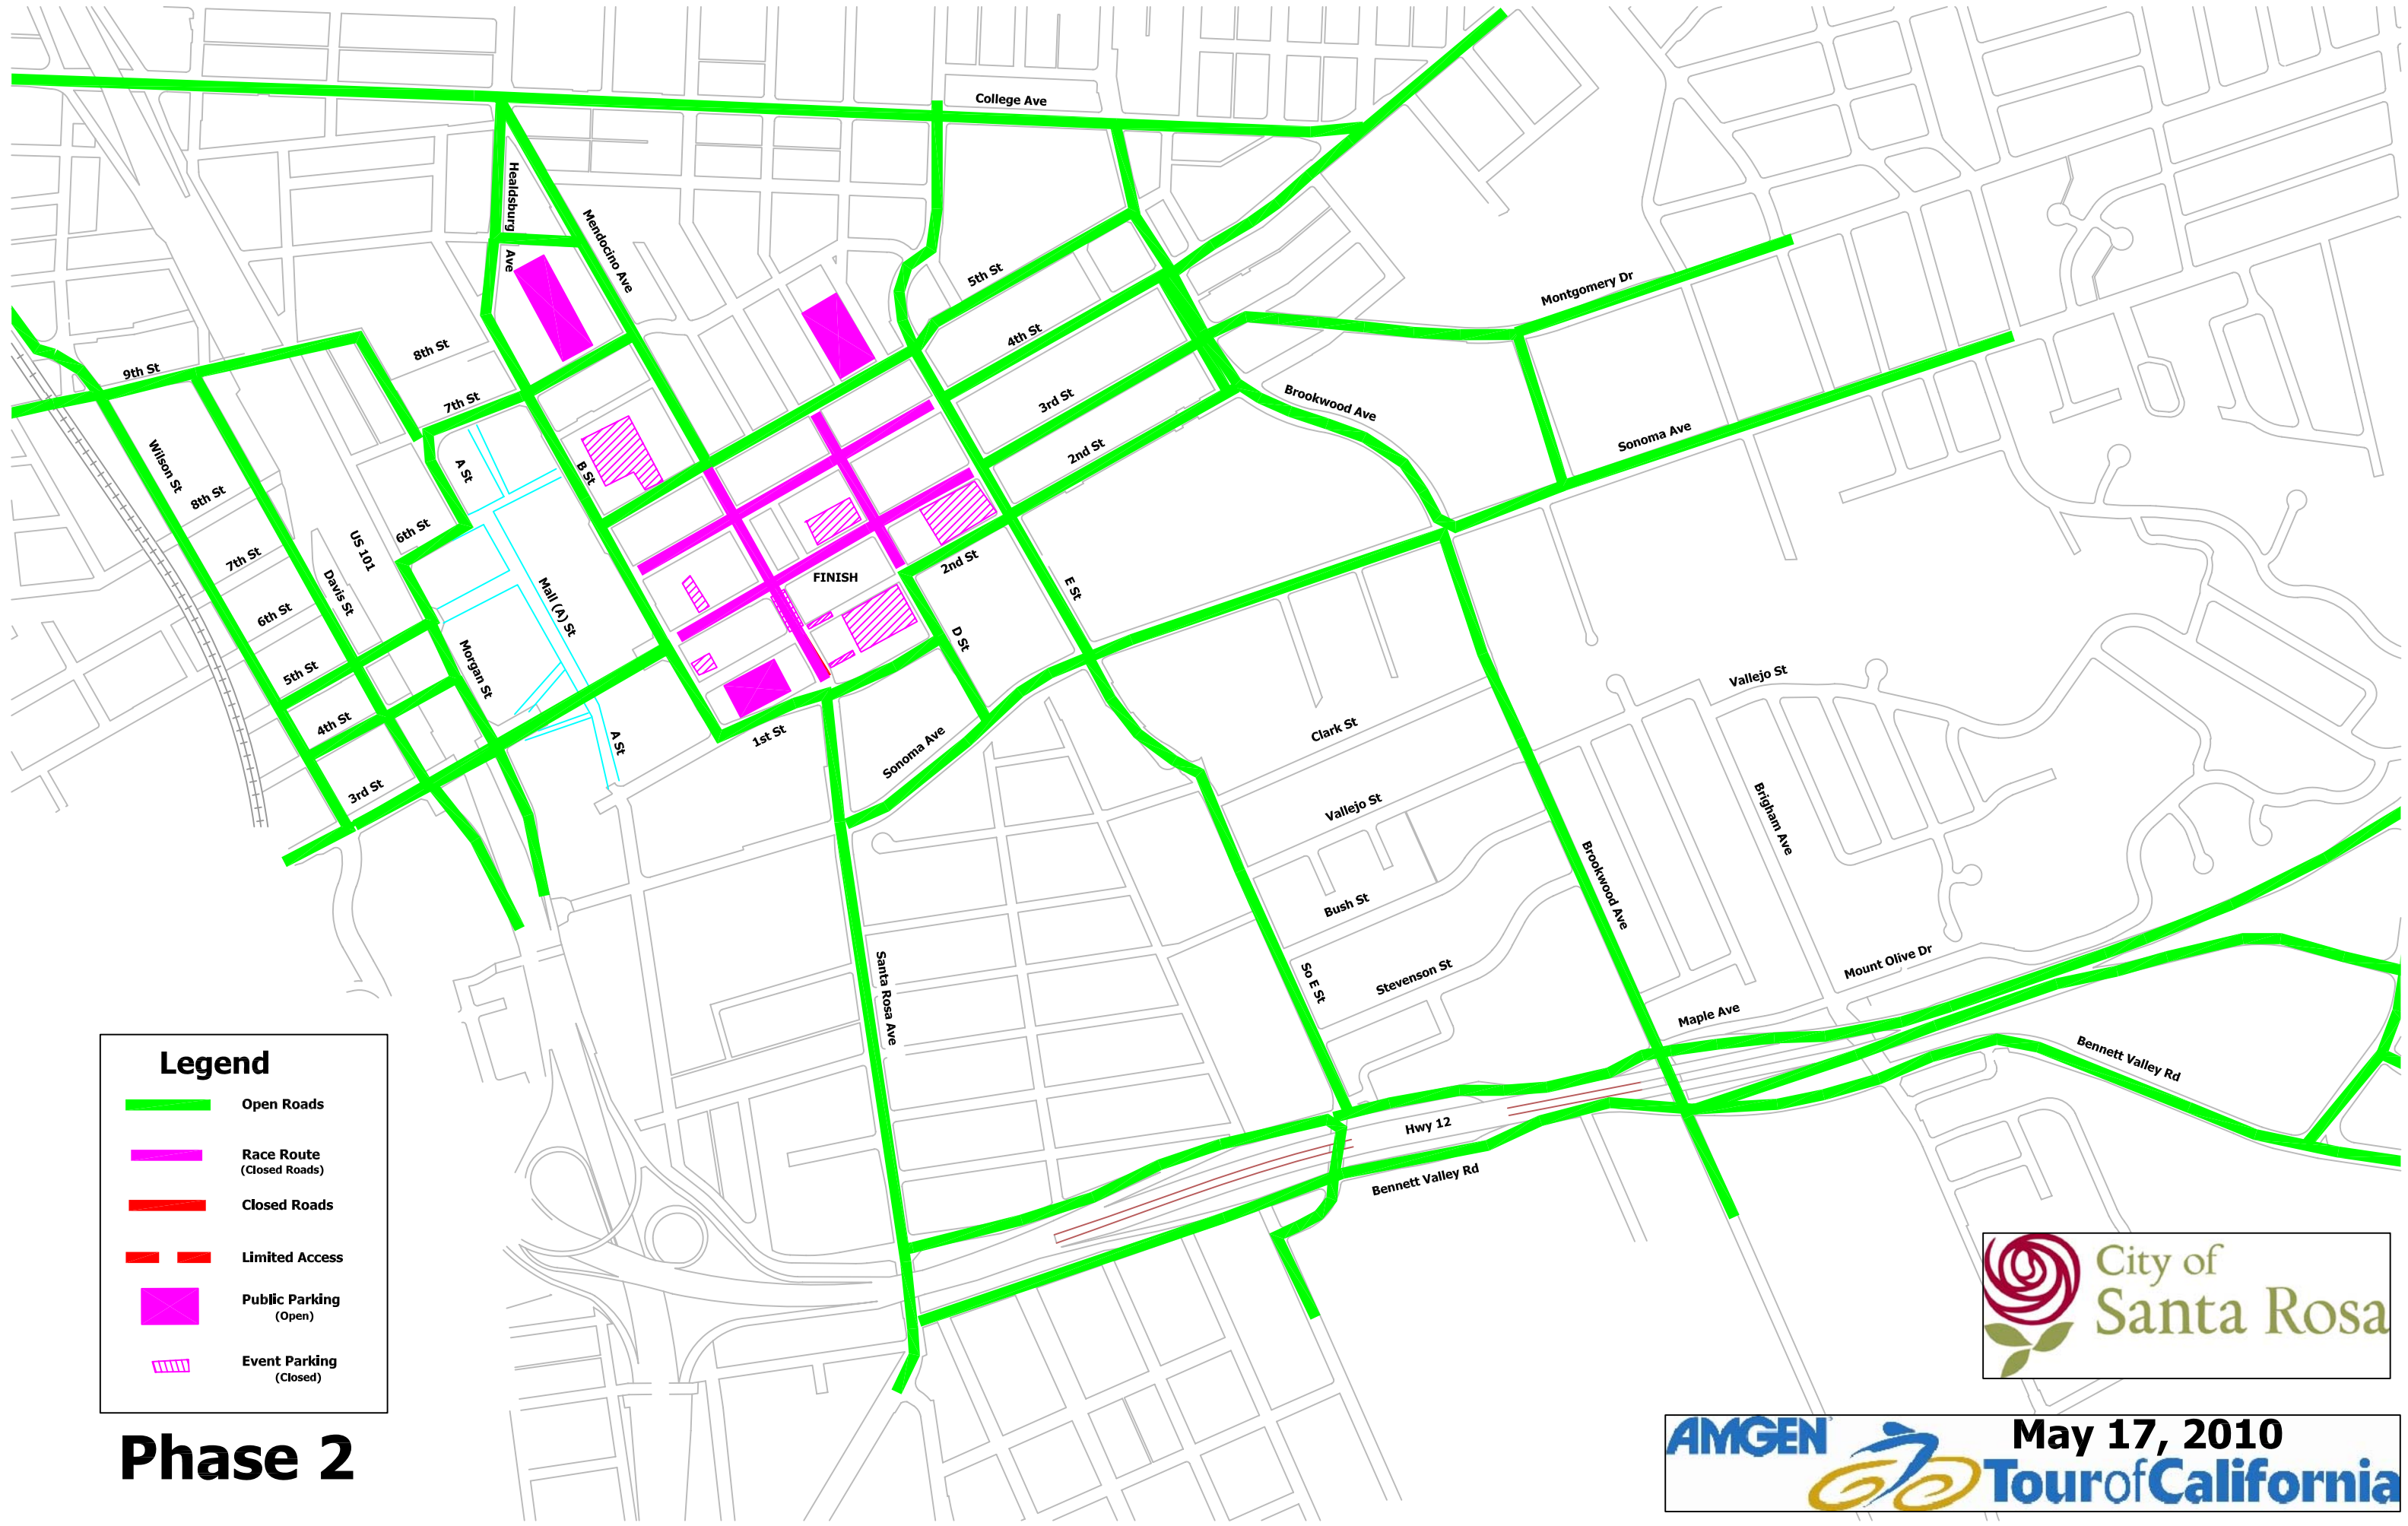 College Ave
Healdsburg
Ave
Mendocino Ave
5th St
4th St
3rd St
2nd St
Montgomery Dr
Brookwood Ave
Sonoma Ave
9th St
8th St
7th St
Wilson St
8th St
7th St
6th St
5th St
4th St
3rd St
US 101
Davis St
A St
6th St
B St
Mall (A) St
Morgan St
A St
FINISH
2nd St
D St
E St
1st St
Sonoma Ave
Clark St
Vallejo St
Vallejo St
Bush St
Stevenson St
Brigham Ave
Brookwood Ave
So E St
Santa Rosa Ave
Mount Olive Dr
Maple Ave
Hwy 12
Bennett Valley Rd
Bennett Valley Rd
Legend
Open Roads
Race Route
(Closed Roads)
Closed Roads
Limited Access
Public Parking
(Open)
Event Parking
(Closed)
Phase 2
City of
Santa Rosa
AMGEN
May 17, 2010
TourofCalifornia